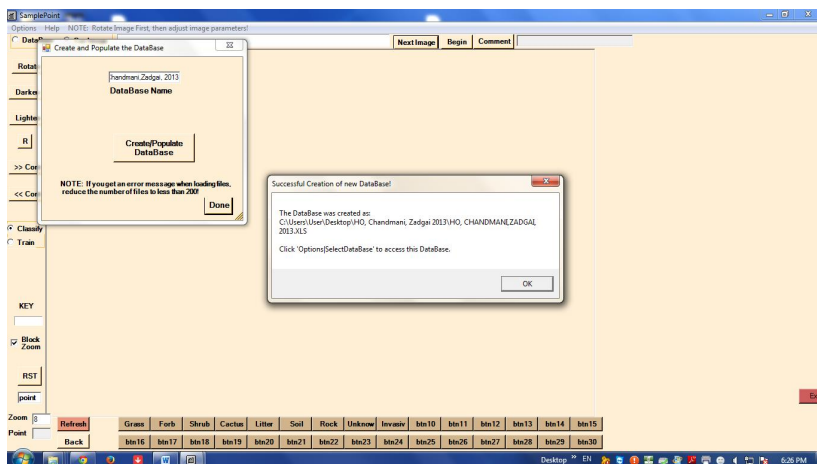 SamplePoint
Options Help NOTE: Rotate Image First, then adjust image parameters!
Next Image Begin Comment
Create and Populate the DataBase
handmani,Zadgai, 2013
DataBase Name
Create/Populate
DataBase
NOTE: If you get an error message when loading files,
reduce the number of files to less than 200!
Done
Rotat
Darke
Lighte
R
>> Con
<< Con
Classify
Train
KEY
Block
Zoom
RST
point
Zoom 8
Point
Successful Creation of new DataBase!
The DataBase was created as:
C:\Users\User\Desktop\HO, Chandmani, Zadgai 2013\HO, CHANDMANI,ZADGAI,
2013.XLS
Click 'Options|SelectDataBase' to access this DataBase.
OK
Ex
Refresh Grass Forb Shrub Cactus Litter Soil Rock Unknow Invasiv btn10 btn11 btn12 btn13 btn14 btn15
Back btn16 btn17 btn18 btn19 btn20 btn21 btn22 btn23 btn24 btn25 btn26 btn27 btn28 btn29 btn30
Desktop EN 6:26 PM